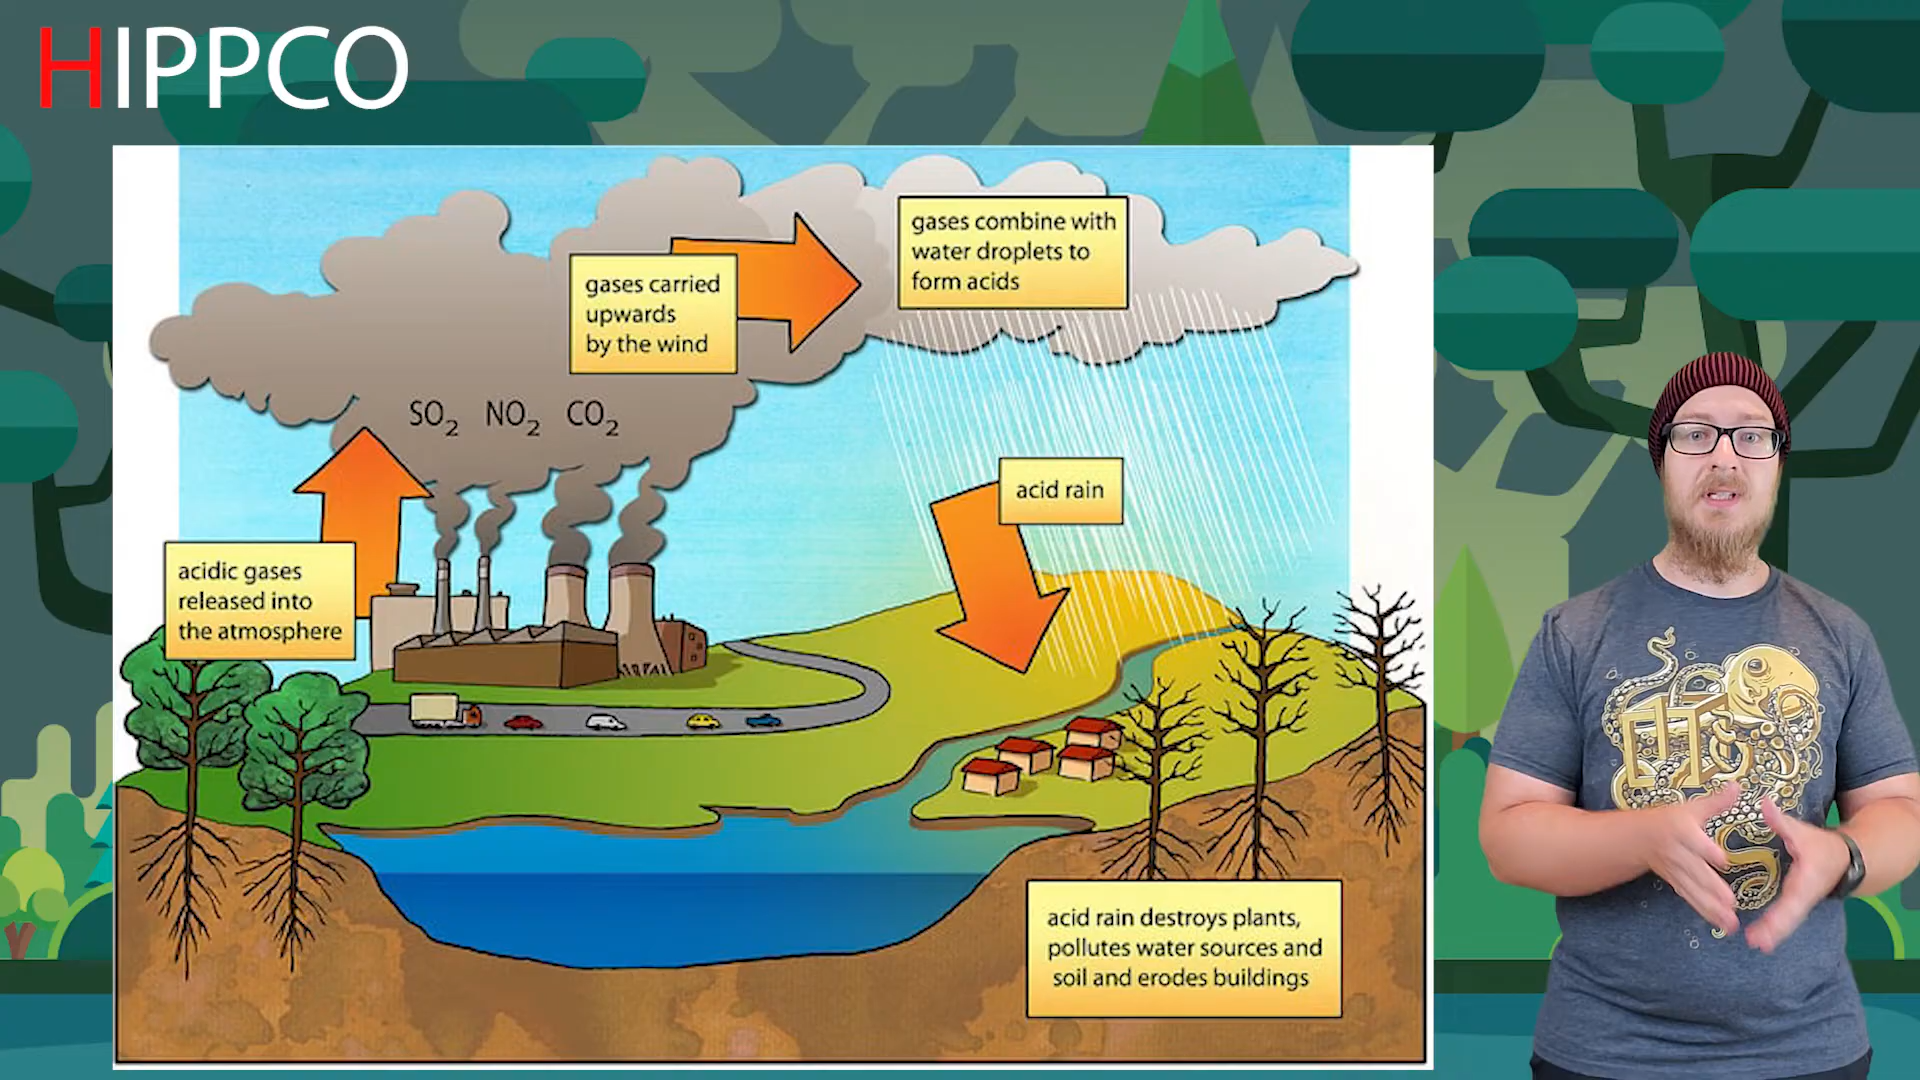 HIPPCO
gases combine with
water droplets to
form acids
gases carried
upwards
by the wind
SO₂ NO₂ CO₂
acid rain
acidic gases
released into
the atmosphere
acid rain destroys plants,
pollutes water sources and
soil and erodes buildings